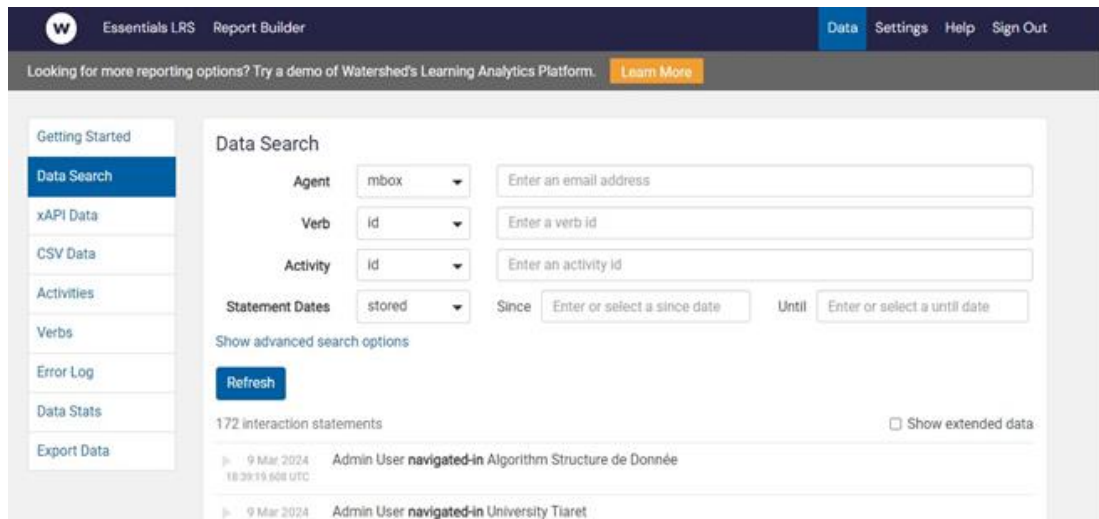 w Essentials LRS Report Builder Data Settings Help Sign Out
Looking for more reporting options? Try a demo of Watershed's Learning Analytics Platform. Learn More
Getting Started
Data Search
xAPI Data
CSV Data
Activities
Verbs
Error Log
Data Stats
Export Data
Data Search
Agent mbox Enter an email address
Verb id Enter a verb id
Activity id Enter an activity id
Statement Dates stored Since Enter or select a since date Until Enter or select a until date
Show advanced search options
Refresh
172 interaction statements Show extended data
9 Mar 2024 Admin User navigated-in Algorithm Structure de Donnée
18:39:19.608 UTC
9 Mar 2024 Admin User navigated-in University Tiaret